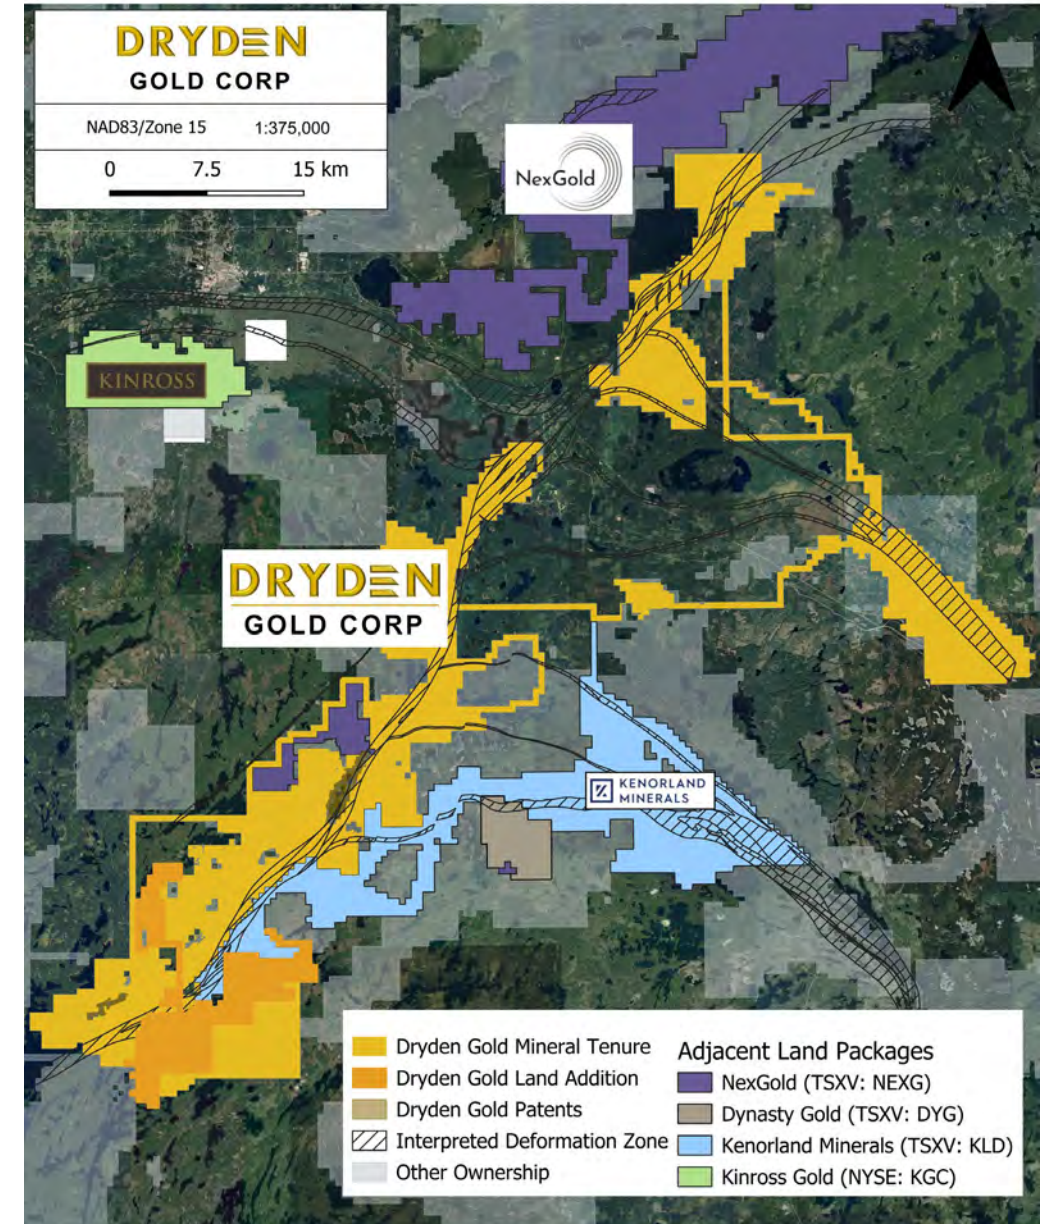 DRYDEN
GOLD CORP
NAD83/Zone 15 1:375,000
0 7.5 15 km
NexGold
KINROSS
DRYDEN
GOLD CORP
KENORLAND
MINERALS
Dryden Gold Mineral Tenure
Dryden Gold Land Addition
Dryden Gold Patents
Interpreted Deformation Zone
Other Ownership
Adjacent Land Packages
NexGold (TSXV: NEXG)
Dynasty Gold (TSXV: DYG)
Kenorland Minerals (TSXV: KLD)
Kinross Gold (NYSE: KGC)